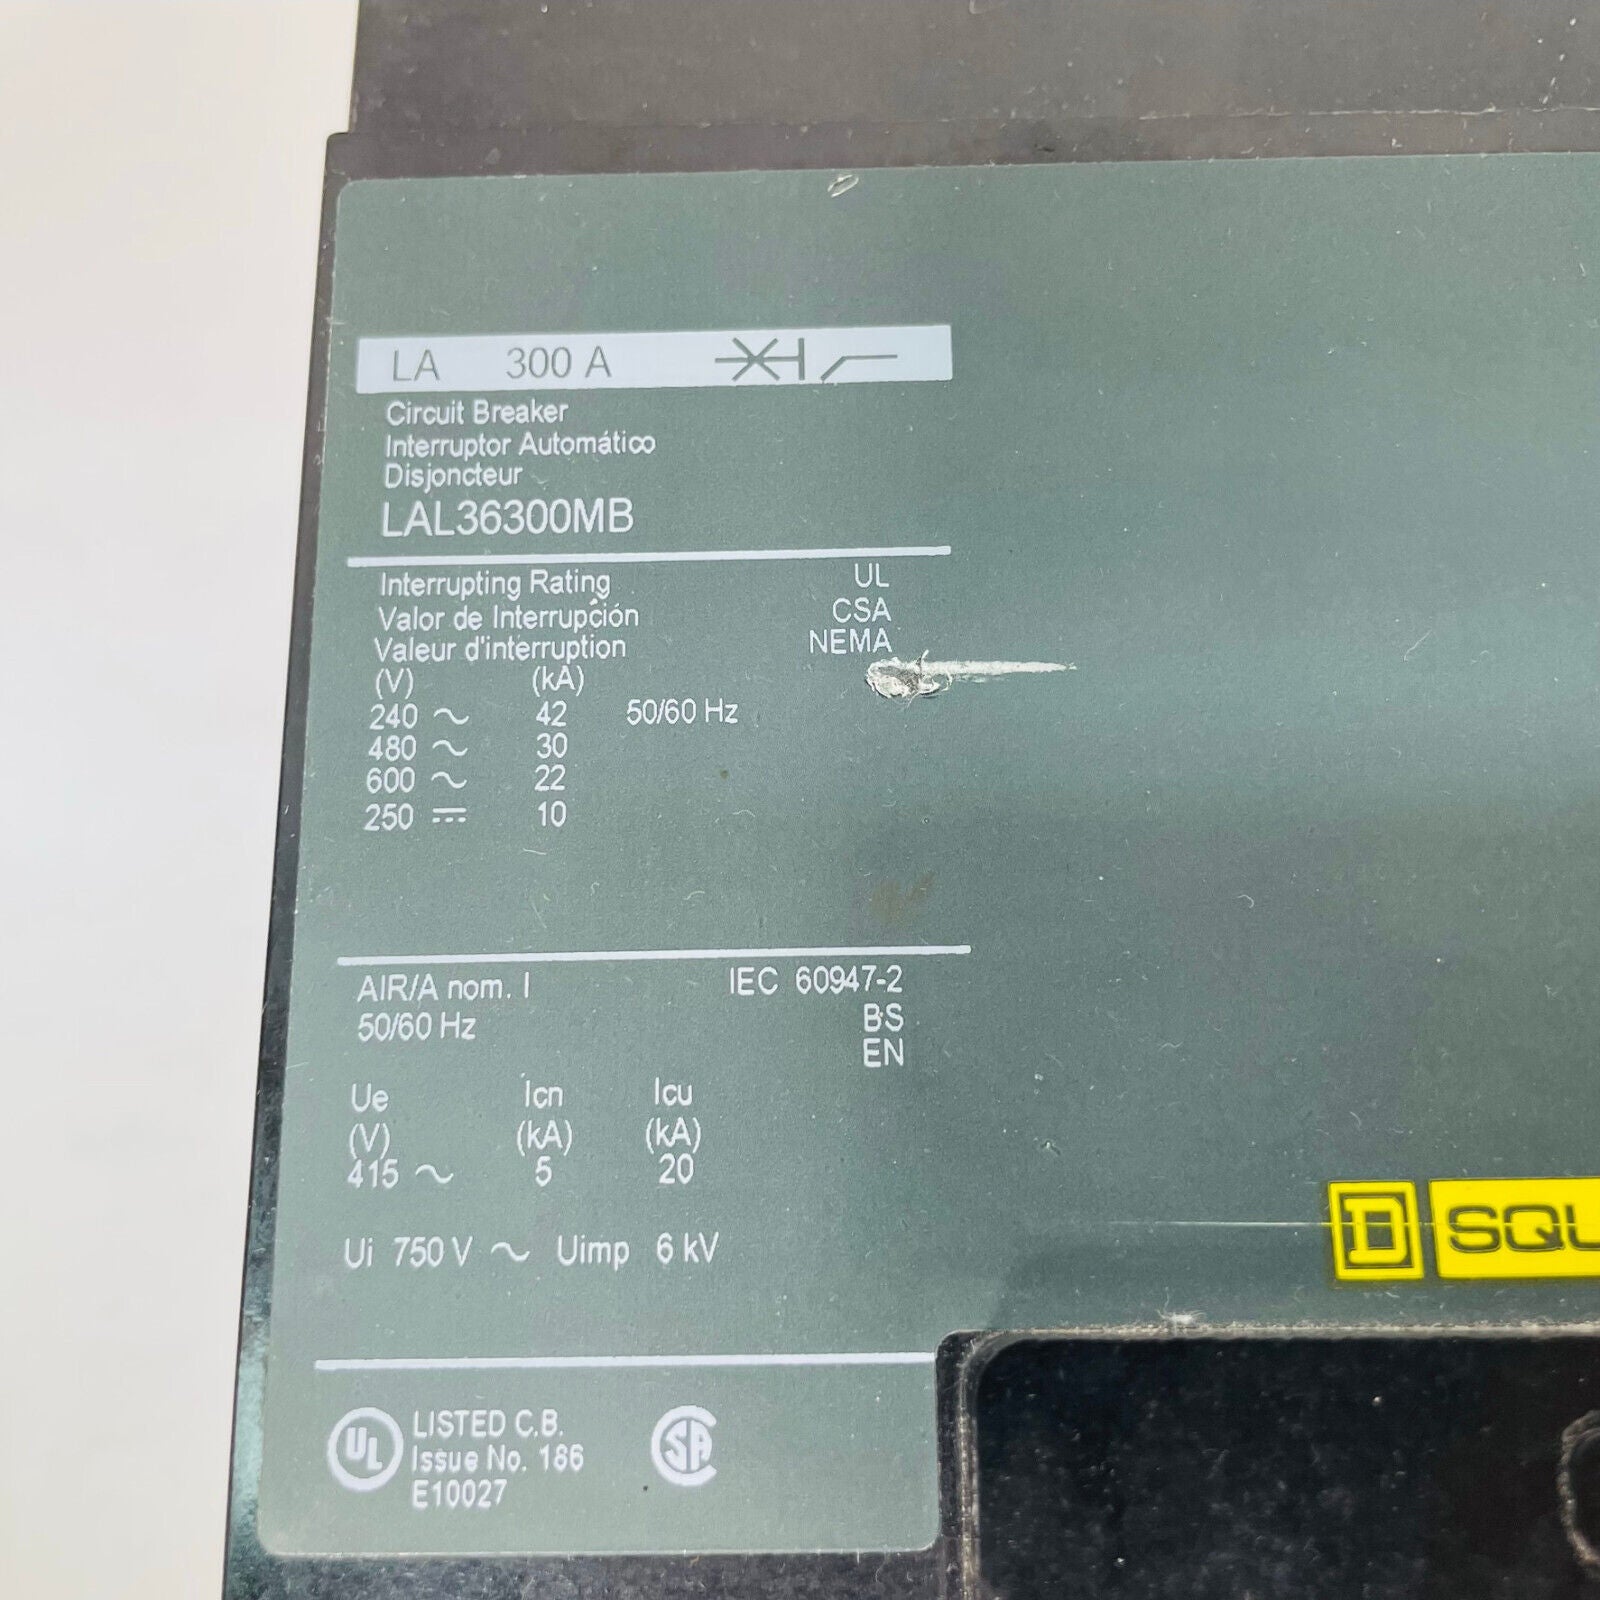 LA 300 A
Circuit Breaker
Interruptor Automático
Disjoncteur
LAL36300MB
Interrupting Rating UL
Valor de Interrupción CSA
Valeur d'interruption NEMA
(V) (kA)
240 ~ 42 50/60 Hz
480 ~ 30
600 ~ 22
250 ⎓ 10
AIR/A nom. I IEC 60947-2
50/60 Hz BS
EN
Ue Icn Icu
(V) (kA) (kA)
415 ~ 5 20
Ui 750 V ~ Uimp 6 kV
D SQU
UL LISTED C.B. SA
Issue No. 186
E10027